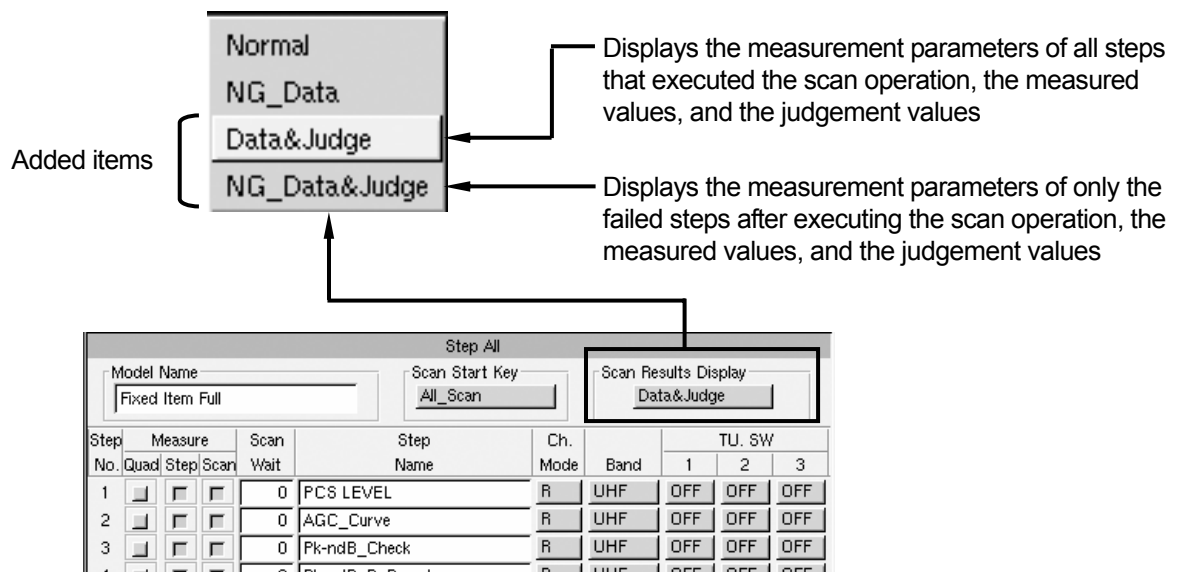 Normal
NG_Data
Data&Judge
NG_Data&Judge
Added items
Displays the measurement parameters of all steps
that executed the scan operation, the measured
values, and the judgement values
Displays the measurement parameters of only the
failed steps after executing the scan operation, the
measured values, and the judgement values
Step All
Model Name
Fixed Item Full
Scan Start Key
All_Scan
Scan Results Display
Data&Judge
Step Measure Scan Step Ch. TU. SW
No. Quad Step Scan Wait Name Mode Band 1 2 3
1 0 PCS LEVEL R UHF OFF OFF OFF
2 0 AGC_Curve R UHF OFF OFF OFF
3 0 Pk-ndB_Check R UHF OFF OFF OFF